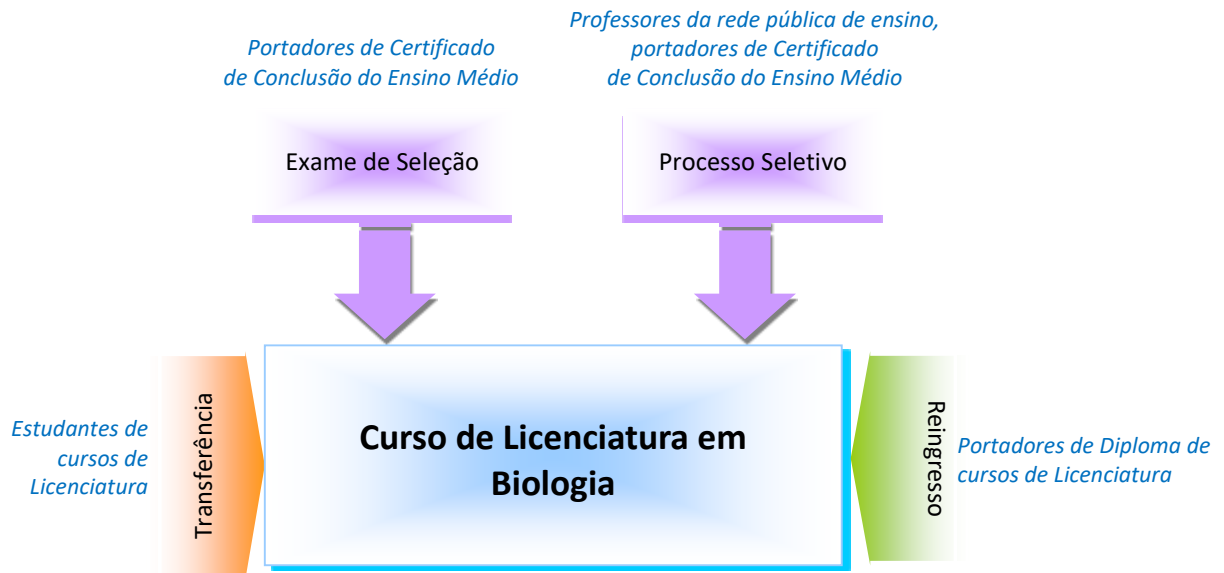 Portadores de Certificado
de Conclusão do Ensino Médio
Professores da rede pública de ensino,
portadores de Certificado
de Conclusão do Ensino Médio
Exame de Seleção
Processo Seletivo
Estudantes de
cursos de
Licenciatura
Transferência
Curso de Licenciatura em
Biologia
Reingresso
Portadores de Diploma de
cursos de Licenciatura